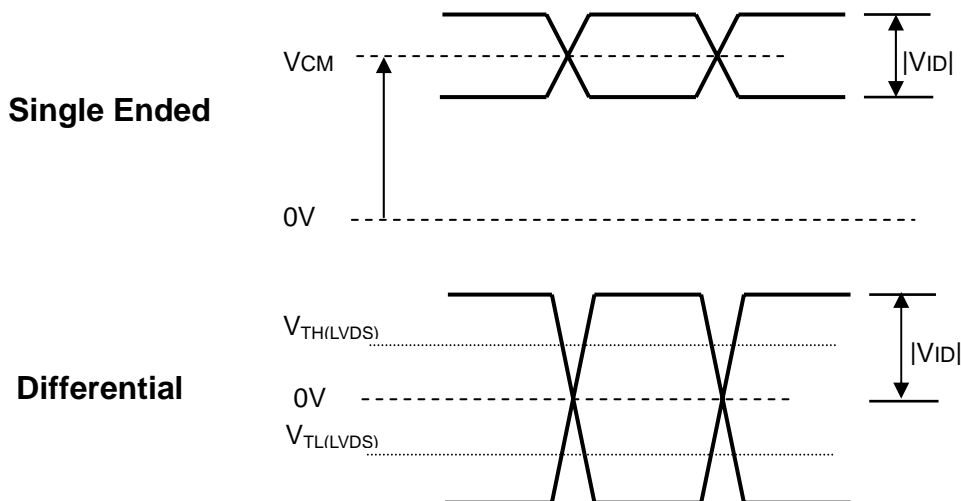 VCM
|VID|
Single Ended
0V
VTH(LVDS)
|VID|
Differential
0V
VTL(LVDS)